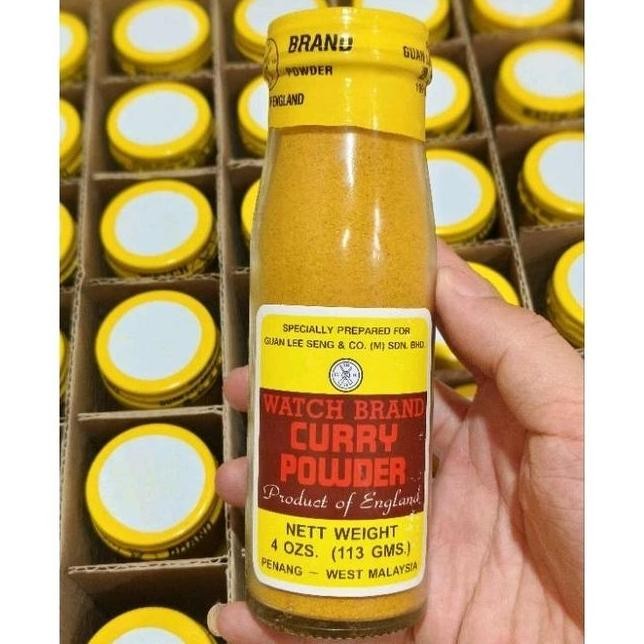 BRAND
POWDER
ENGLAND
GUAN
SPECIALLY PREPARED FOR
GUAN LEE SENG & CO. (M) SDN. BHD.
WATCH BRAND
CURRY
POWDER
Product of England
NETT WEIGHT
4 OZS. (113 GMS.)
PENANG — WEST MALAYSIA